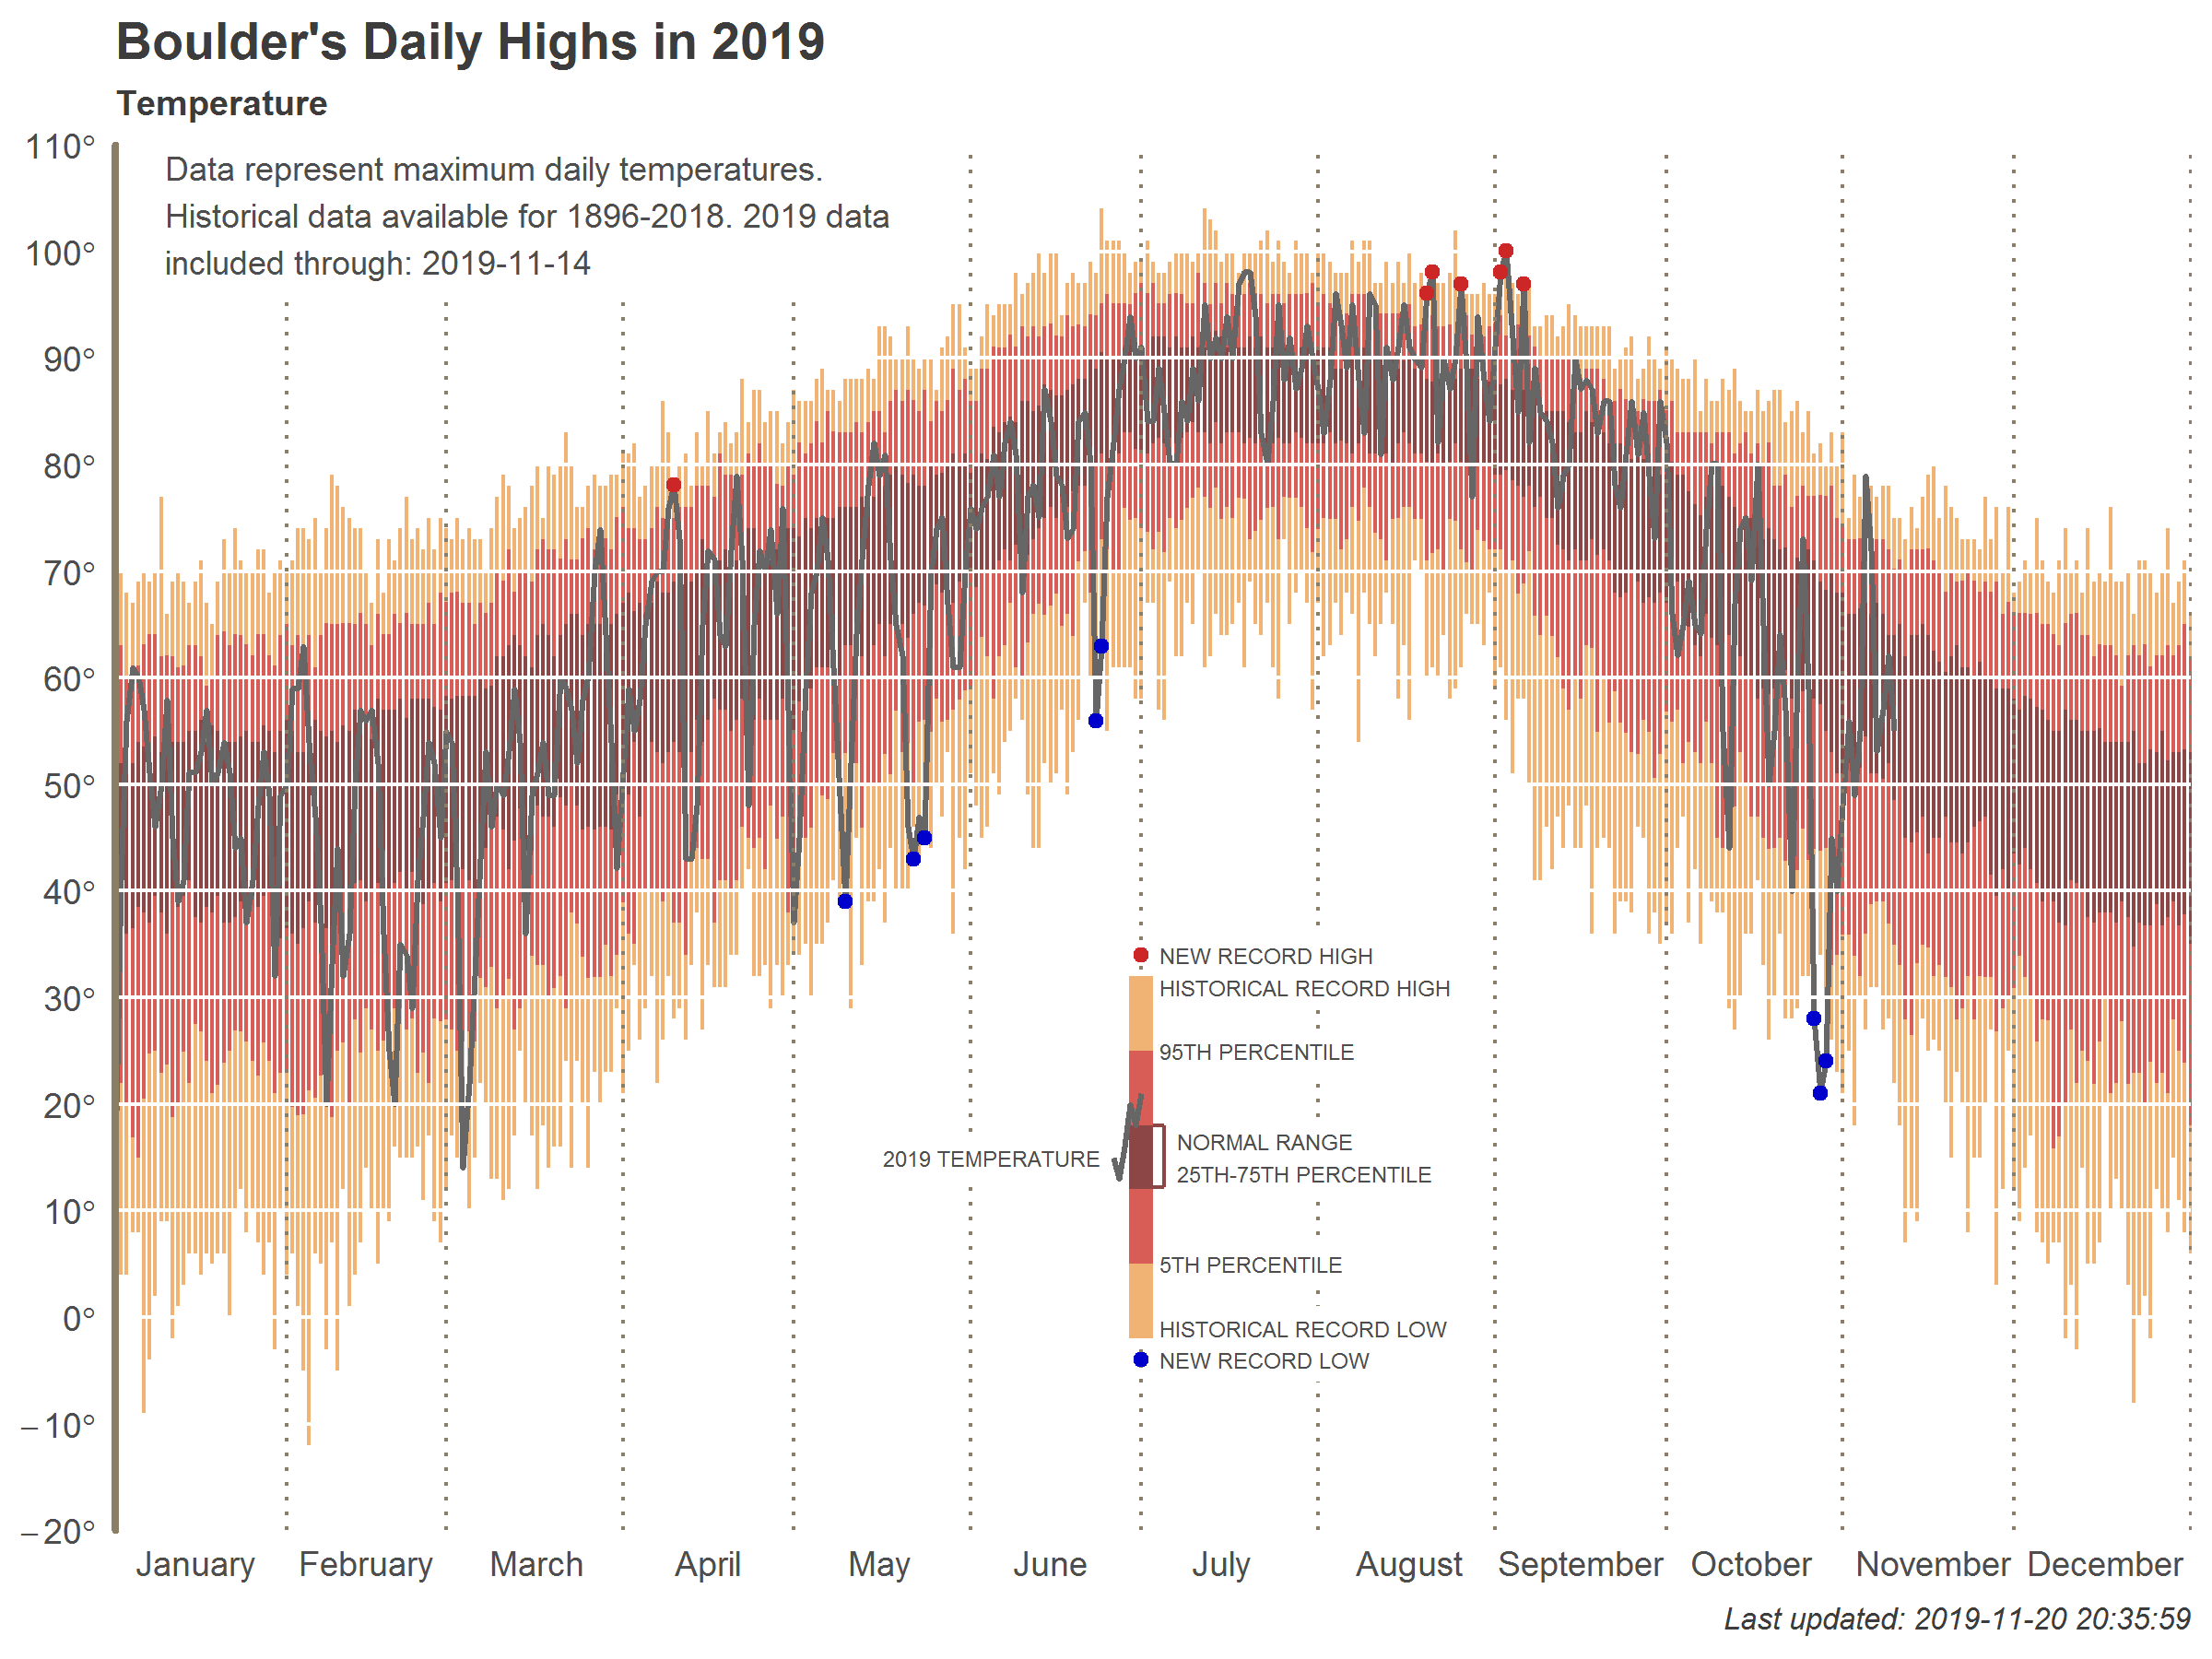 Boulder's Daily Highs in 2019
Temperature
110°
100°
90°
80°
70°
60°
50°
40°
30°
20°
10°
0°
−10°
−20°
Data represent maximum daily temperatures.
Historical data available for 1896-2018. 2019 data
included through: 2019-11-14
NEW RECORD HIGH
HISTORICAL RECORD HIGH
95TH PERCENTILE
2019 TEMPERATURE
NORMAL RANGE
25TH-75TH PERCENTILE
5TH PERCENTILE
HISTORICAL RECORD LOW
NEW RECORD LOW
January February March April May June July August September October November December
Last updated: 2019-11-20 20:35:59